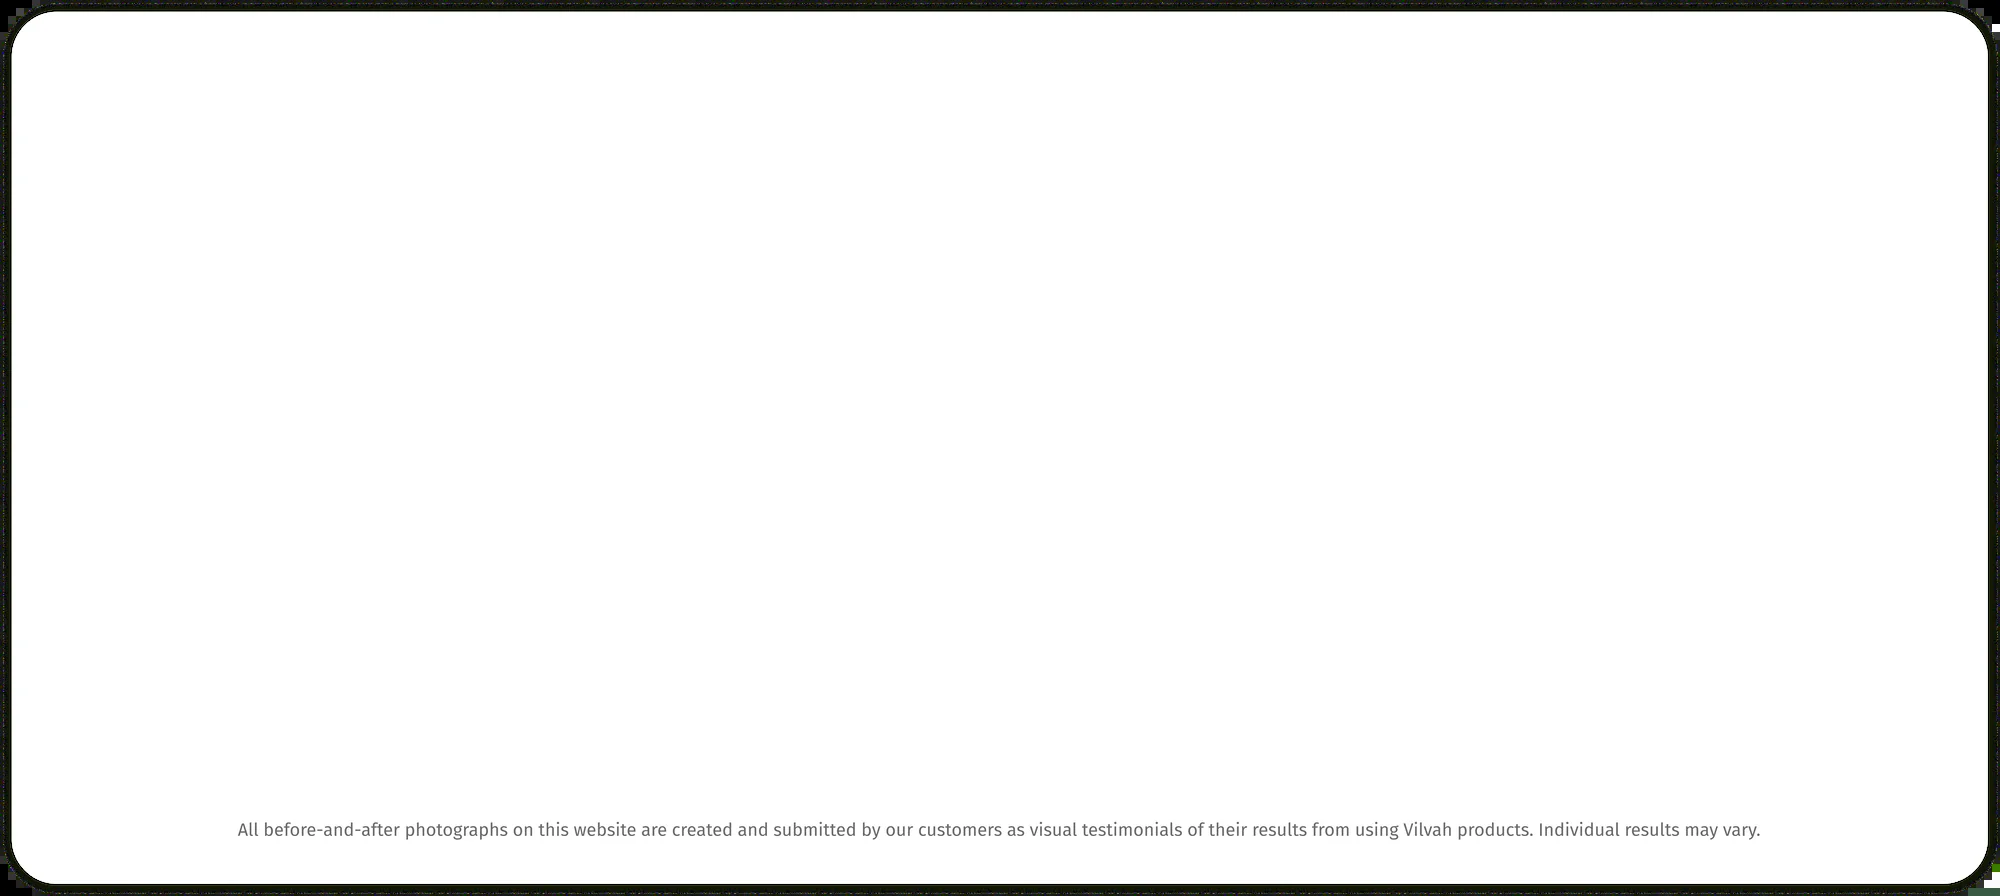 All before-and-after photographs on this website are created and submitted by our customers as visual testimonials of their results from using Vilvah products. Individual results may vary.